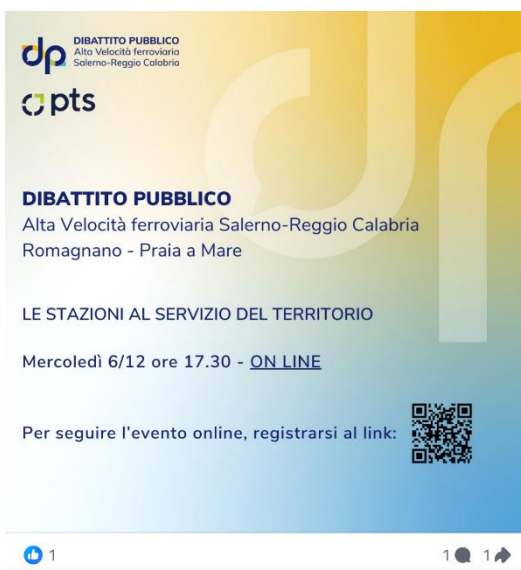 dp
DIBATTITO PUBBLICO
Alta Velocità ferroviaria
Salerno-Reggio Calabria
pts
DIBATTITO PUBBLICO
Alta Velocità ferroviaria Salerno-Reggio Calabria
Romagnano - Praia a Mare
LE STAZIONI AL SERVIZIO DEL TERRITORIO
Mercoledì 6/12 ore 17.30 - ON LINE
Per seguire l'evento online, registrarsi al link:
1
1 1